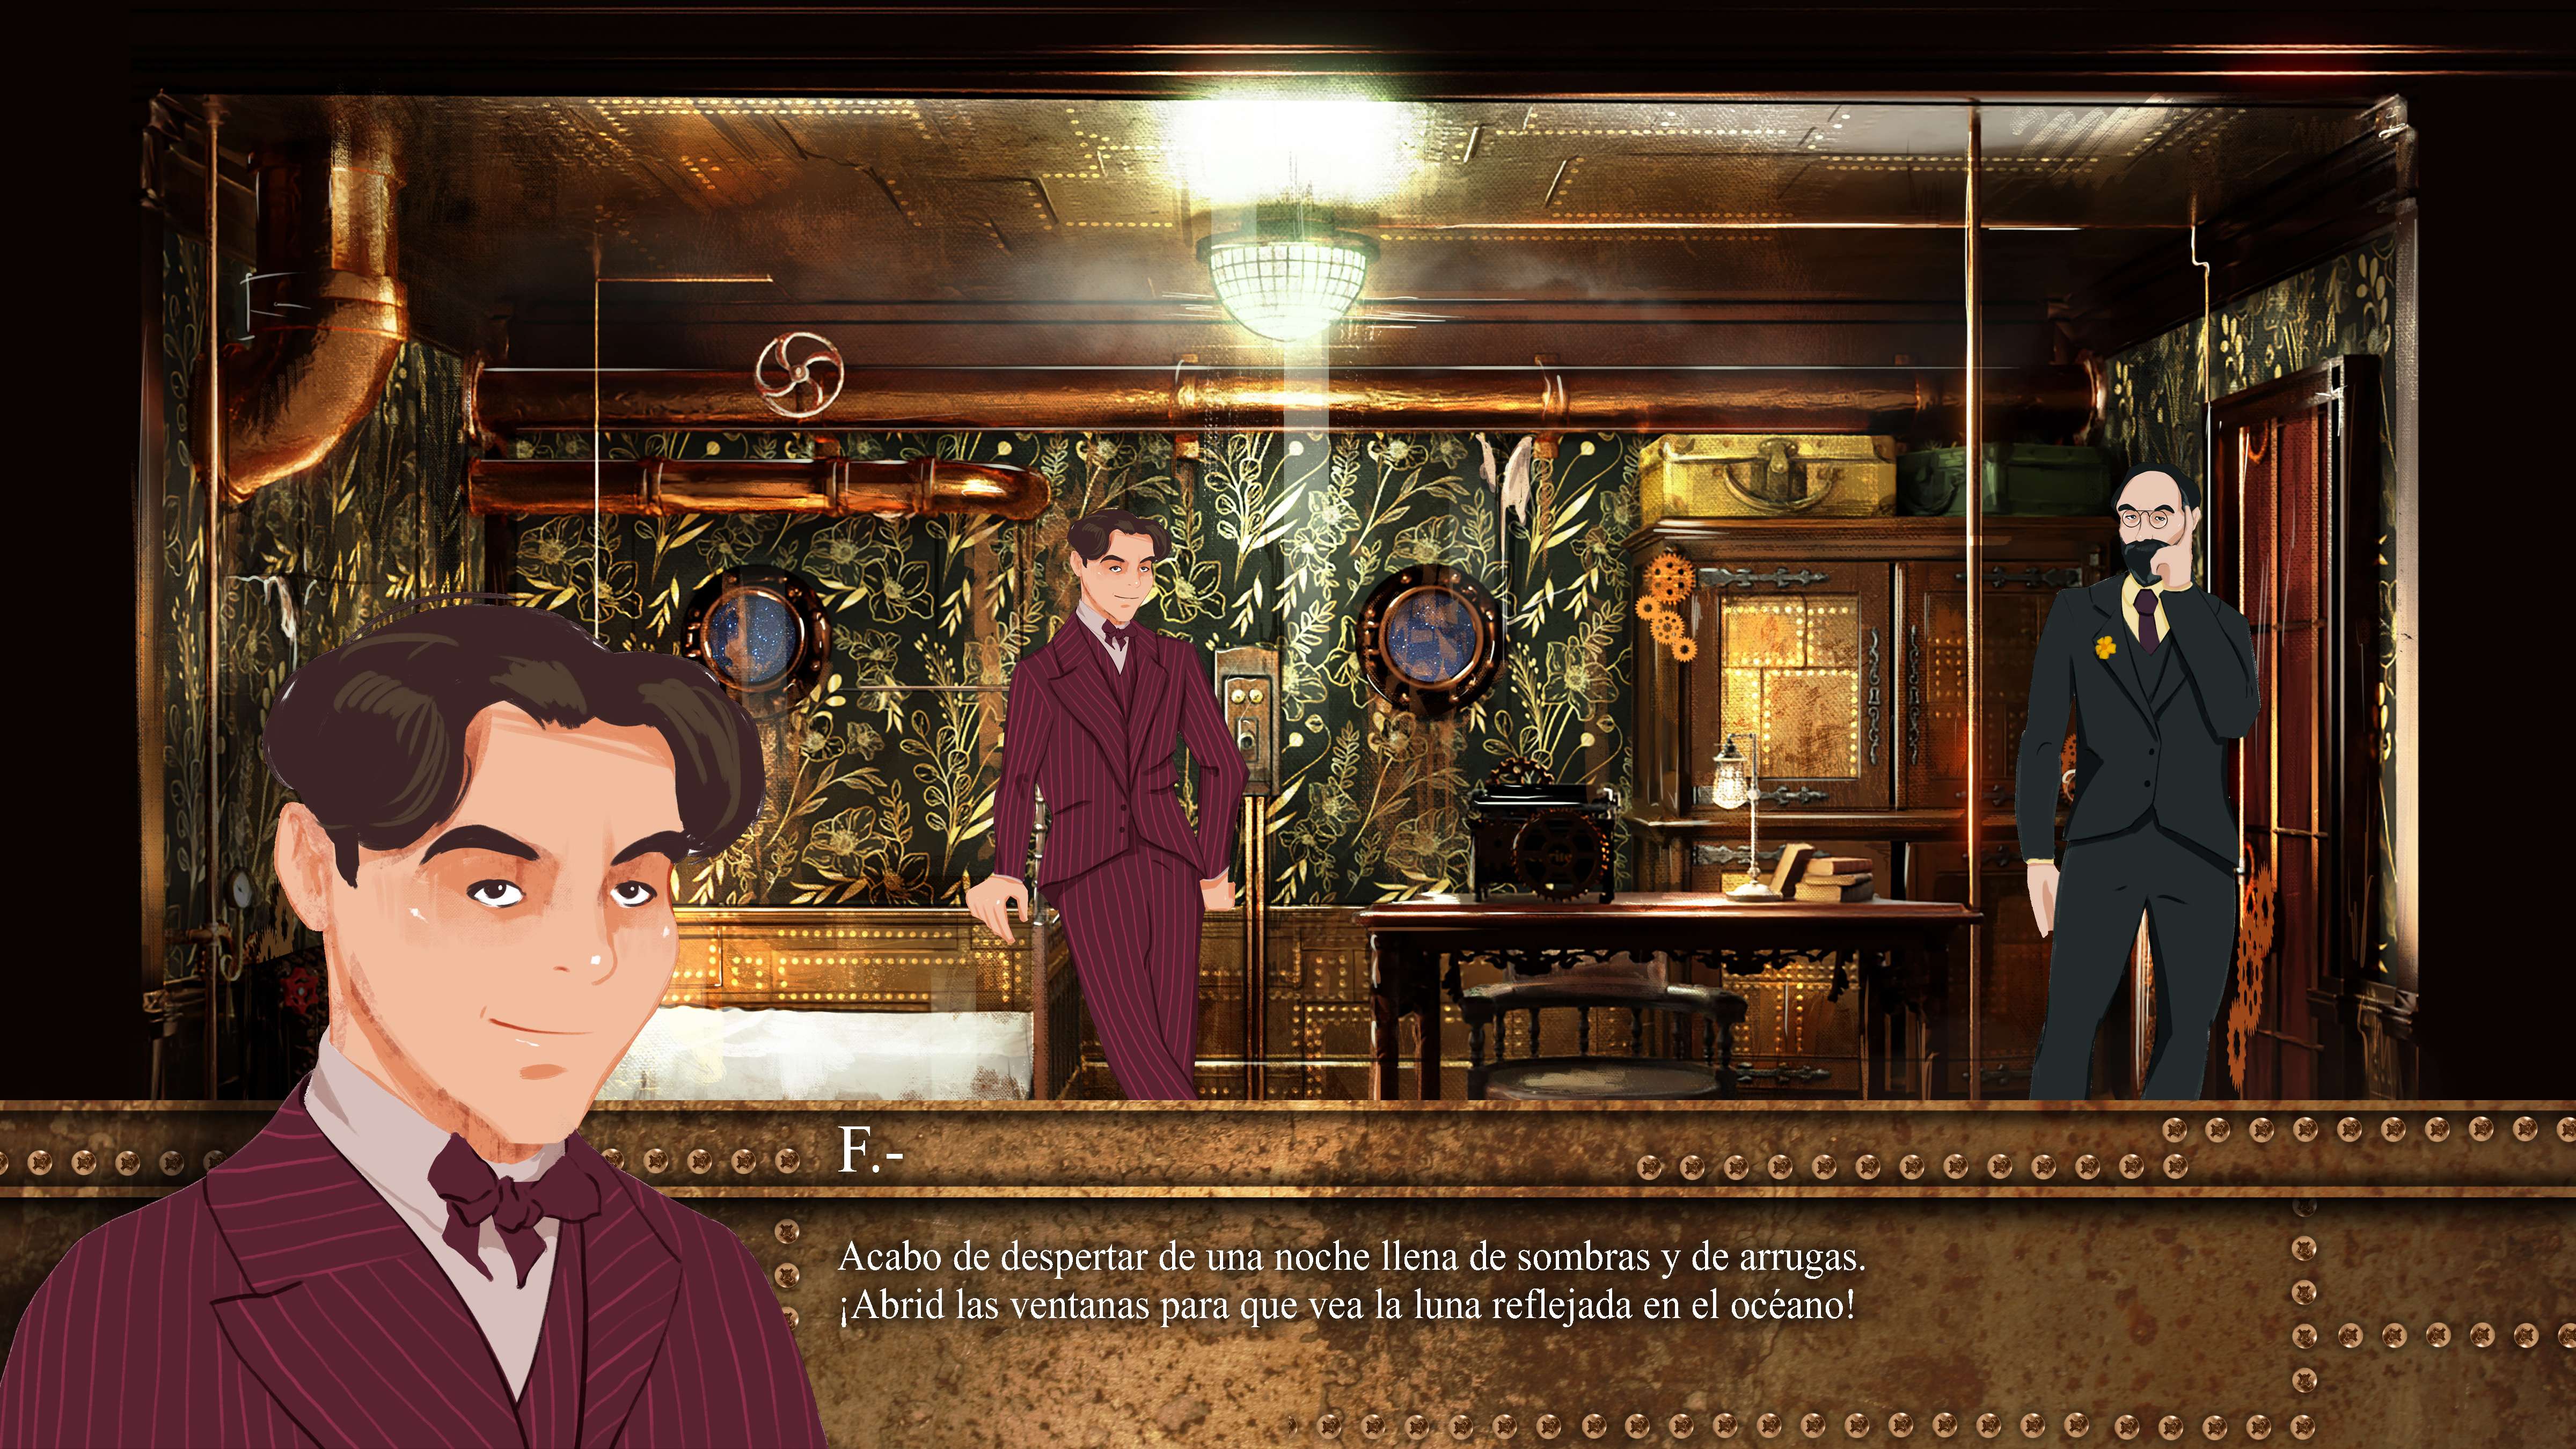 F.-
Acabo de despertar de una noche llena de sombras y de arrugas.
¡Abrid las ventanas para que vea la luna reflejada en el océano!